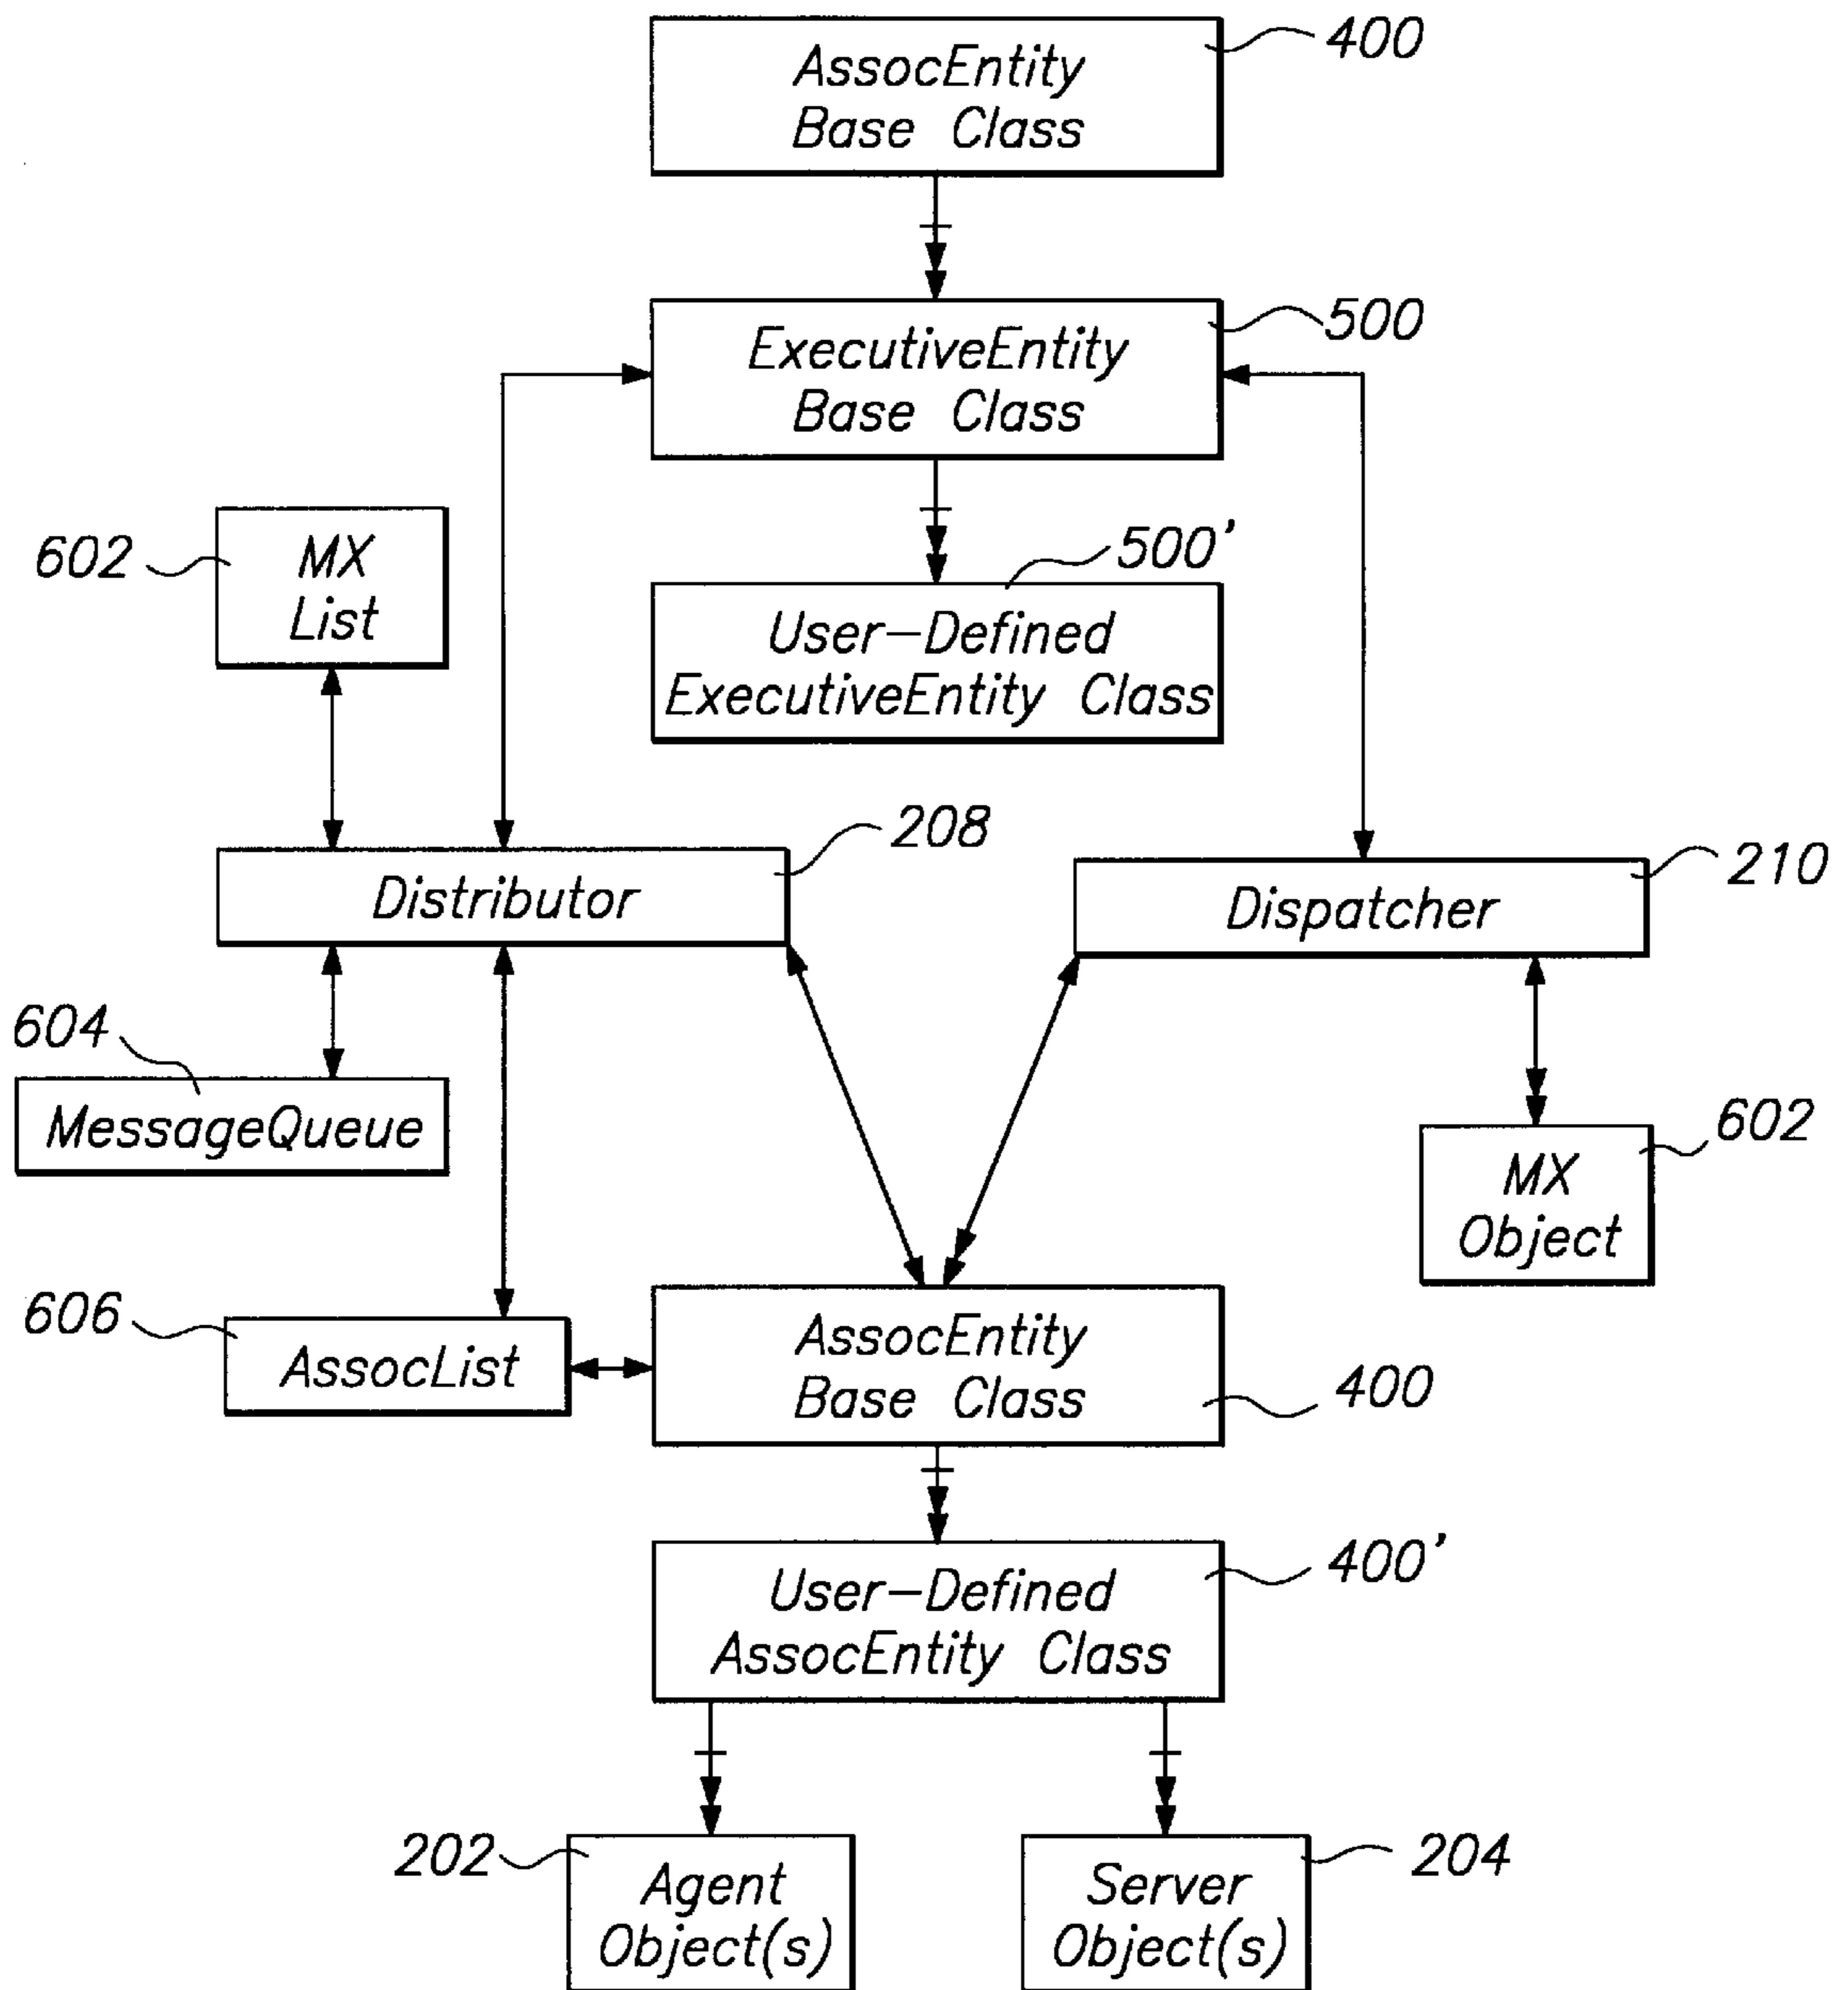 AssocEntity
Base Class
400
ExecutiveEntity
Base Class
500
602
MX
List
500'
User-Defined
ExecutiveEntity Class
208
Distributor
210
Dispatcher
604
MessageQueue
602
MX
Object
606
AssocList
AssocEntity
Base Class
400
400'
User-Defined
AssocEntity Class
202
Agent
Object(s)
204
Server
Object(s)